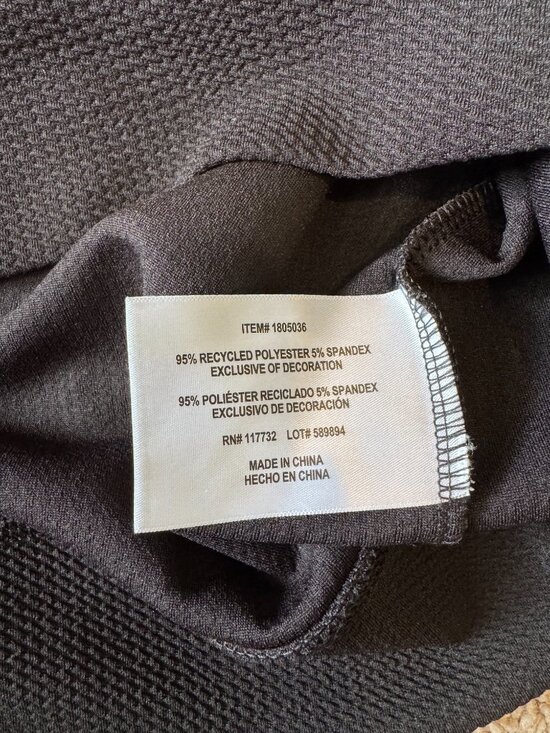 ITEM# 1805036
95% RECYCLED POLYESTER 5% SPANDEX
EXCLUSIVE OF DECORATION
95% POLIÉSTER RECICLADO 5% SPANDEX
EXCLUSIVO DE DECORACIÓN
RN# 117732 LOT# 589894
MADE IN CHINA
HECHO EN CHINA